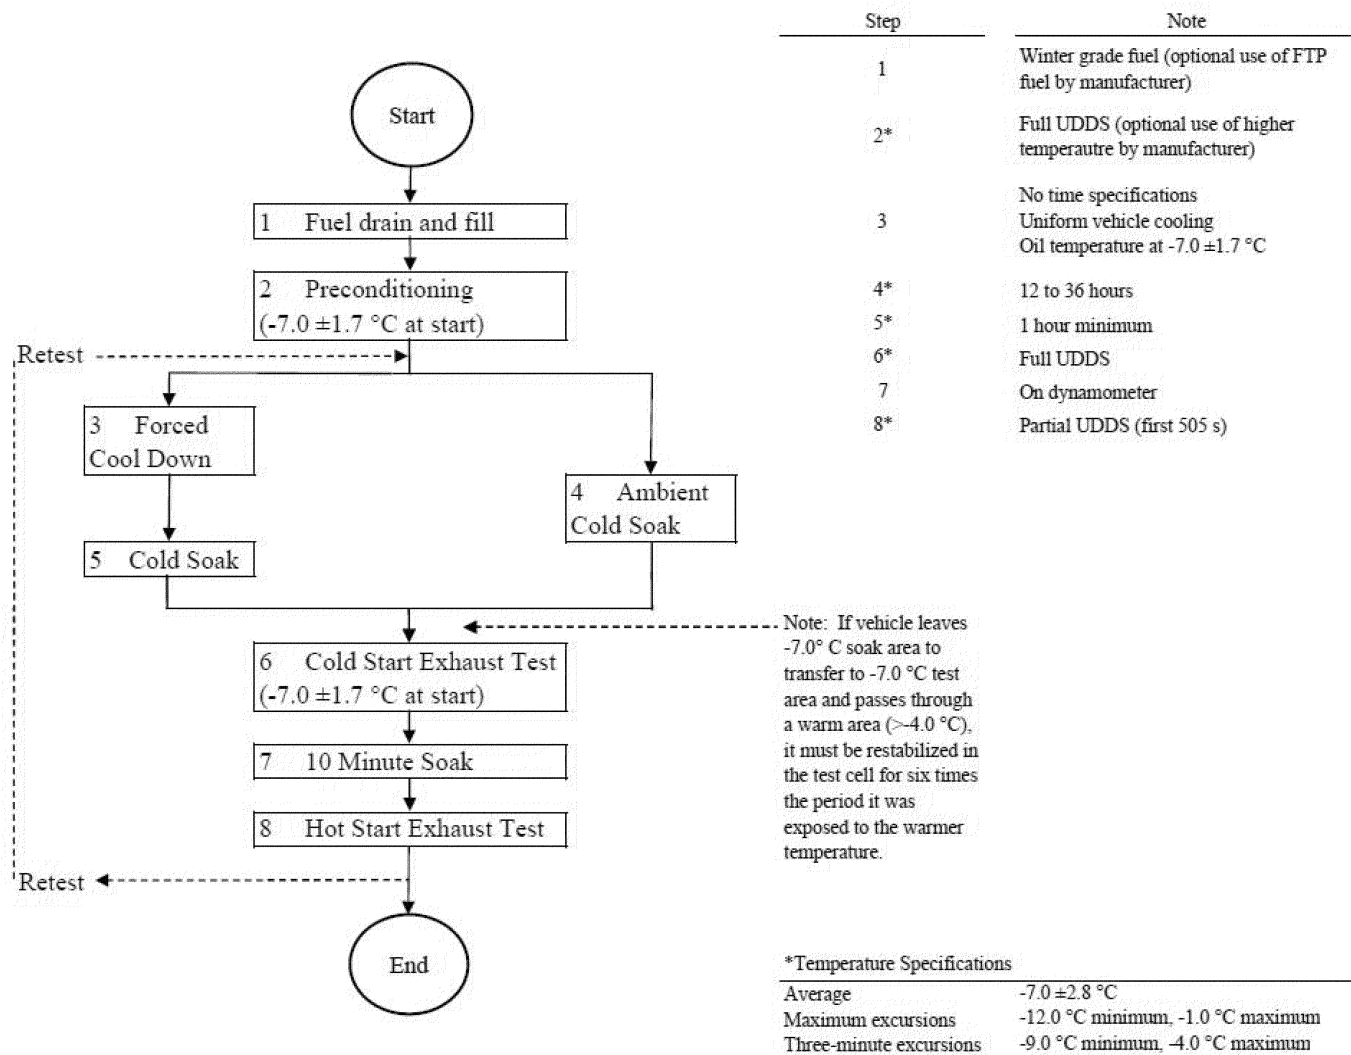 Start
1 Fuel drain and fill
2 Preconditioning
(-7.0 ±1.7 °C at start)
Retest
3 Forced
Cool Down
4 Ambient
Cold Soak
5 Cold Soak
6 Cold Start Exhaust Test
(-7.0 ±1.7 °C at start)
7 10 Minute Soak
8 Hot Start Exhaust Test
Retest
End
Step Note
1 Winter grade fuel (optional use of FTP
fuel by manufacturer)
2* Full UDDS (optional use of higher
temperautre by manufacturer)
No time specifications
3 Uniform vehicle cooling
Oil temperature at -7.0 ±1.7 °C
4* 12 to 36 hours
5* 1 hour minimum
6* Full UDDS
7 On dynamometer
8* Partial UDDS (first 505 s)
Note: If vehicle leaves
-7.0° C soak area to
transfer to -7.0 °C test
area and passes through
a warm area (>-4.0 °C),
it must be restabilized in
the test cell for six times
the period it was
exposed to the warmer
temperature.
*Temperature Specifications
Average -7.0 ±2.8 °C
Maximum excursions -12.0 °C minimum, -1.0 °C maximum
Three-minute excursions -9.0 °C minimum, -4.0 °C maximum